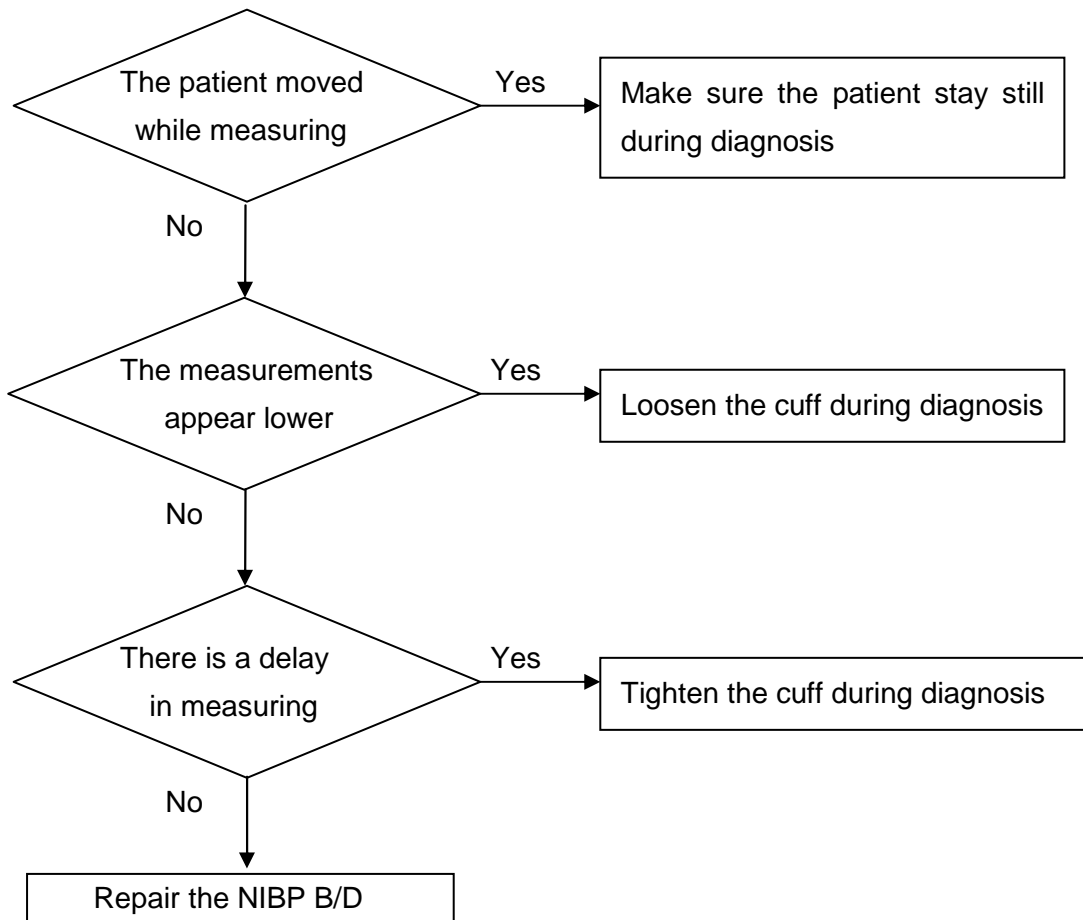 The patient moved
while measuring
Yes
Make sure the patient stay still
during diagnosis
No
The measurements
appear lower
Yes
Loosen the cuff during diagnosis
No
There is a delay
in measuring
Yes
Tighten the cuff during diagnosis
No
Repair the NIBP B/D